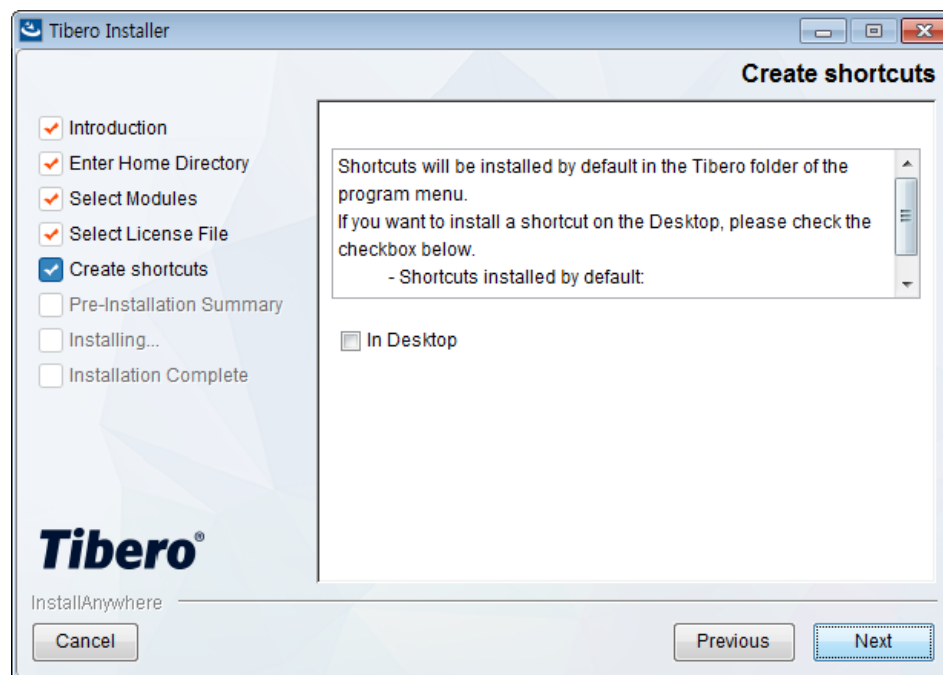 Tibero Installer
Create shortcuts
Introduction
Enter Home Directory
Select Modules
Select License File
Create shortcuts
Pre-Installation Summary
Installing...
Installation Complete
Shortcuts will be installed by default in the Tibero folder of the
program menu.
If you want to install a shortcut on the Desktop, please check the
checkbox below.
- Shortcuts installed by default:
In Desktop
Tibero®
InstallAnywhere
Cancel
Previous
Next